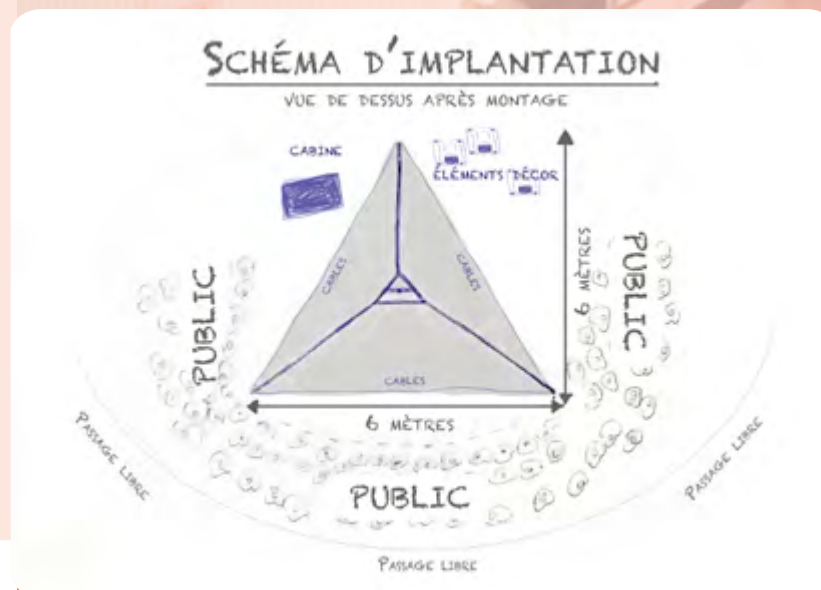 SCHÉMA D'IMPLANTATION
VUE DE DESSUS APRÈS MONTAGE
CABINE
ÉLÉMENTS DÉCOR
CABLES
CABLES
CABLES
6 MÈTRES
6 MÈTRES
PUBLIC
PUBLIC
PUBLIC
PASSAGE LIBRE
PASSAGE LIBRE
PASSAGE LIBRE